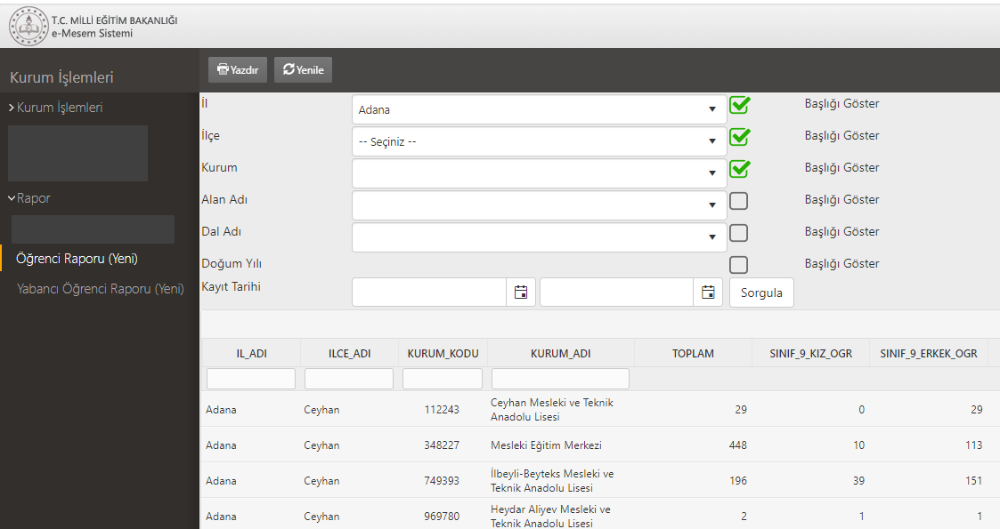 T.C. MİLLİ EĞİTİM BAKANLIĞI
e-Mesem Sistemi
Kurum İşlemleri
Yazdır Yenile
Kurum İşlemleri
Rapor
Öğrenci Raporu (Yeni)
Yabancı Öğrenci Raporu (Yeni)
İl Adana Başlığı Göster
İlçe -- Seçiniz -- Başlığı Göster
Kurum Başlığı Göster
Alan Adı Başlığı Göster
Dal Adı Başlığı Göster
Doğum Yılı Başlığı Göster
Kayıt Tarihi Sorgula
IL_ADI ILCE_ADI KURUM_KODU KURUM_ADI TOPLAM SINIF_9_KIZ_OGR SINIF_9_ERKEK_OGR
Adana Ceyhan 112243 Ceyhan Mesleki ve Teknik Anadolu Lisesi 29 0 29
Adana Ceyhan 348227 Mesleki Eğitim Merkezi 448 10 113
Adana Ceyhan 749393 İlbeyli-Beyteks Mesleki ve Teknik Anadolu Lisesi 196 39 151
Adana Ceyhan 969780 Heydar Aliyev Mesleki ve Teknik Anadolu Lisesi 2 1 1